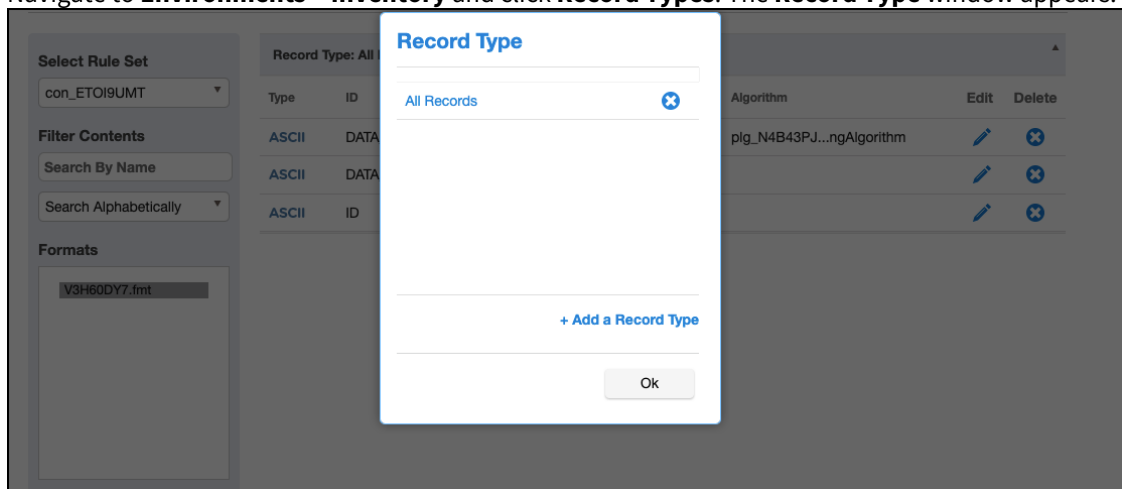 Navigate to Environments > Inventory and click Record Types. The Record Type window appears.
Record Type
Select Rule Set
Record Type: All
con_ETOI9UMT
Type ID Algorithm Edit Delete
All Records
Filter Contents
ASCII DATA plg_N4B43PJ...ngAlgorithm
Search By Name
ASCII DATA
Search Alphabetically
ASCII ID
Formats
V3H60DY7.fmt
+ Add a Record Type
Ok